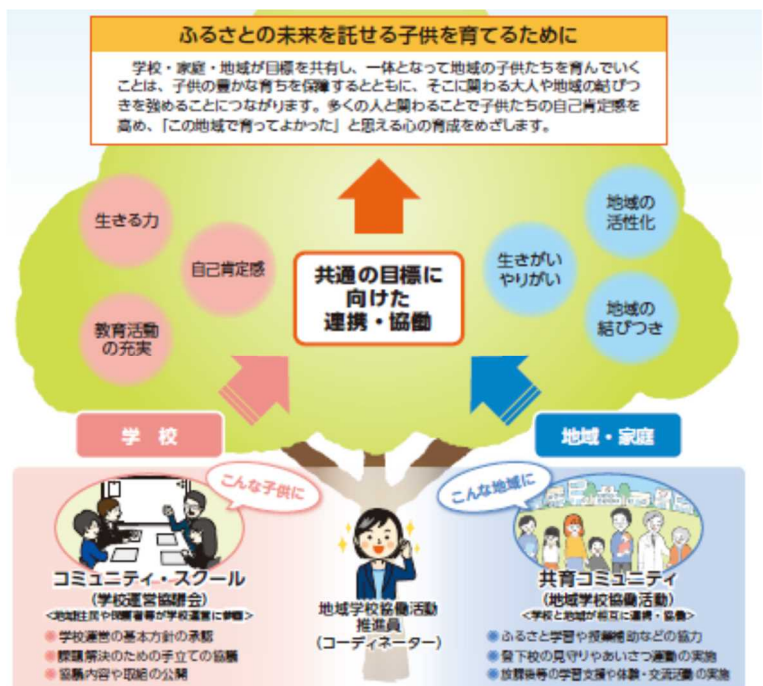 ふるさとの未来を託せる子供を育てるために
学校・家庭・地域が目標を共有し、一体となって地域の子供たちを育んでいく
ことは、子供の豊かな育ちを保障するとともに、そこに関わる大人や地域の結びつ
きを強めることにつながります。多くの人と関わることで子供たちの自己肯定感を
高め、「この地域で育ってよかった」と思える心の育成をめざします。
生きる力
自己肯定感
教育活動
の充実
共通の目標に
向けた
連携・協働
生きがい
やりがい
地域の
活性化
地域の
結びつき
学校
地域・家庭
こんな子供に
こんな地域に
コミュニティ・スクール
(学校運営協議会)
<地域住民や保護者等が学校運営に参画>
●学校運営の基本方針の承認
●課題解決のための手立ての協議
●協議内容や取組の公開
地域学校協働活動
推進員
(コーディネーター)
共育コミュニティ
(地域学校協働活動)
<学校と地域が相互に連携・協働>
●ふるさと学習や授業補助などの協力
●登下校の見守りやあいさつ運動の実施
●放課後等の学習支援や体験・交流活動の実施